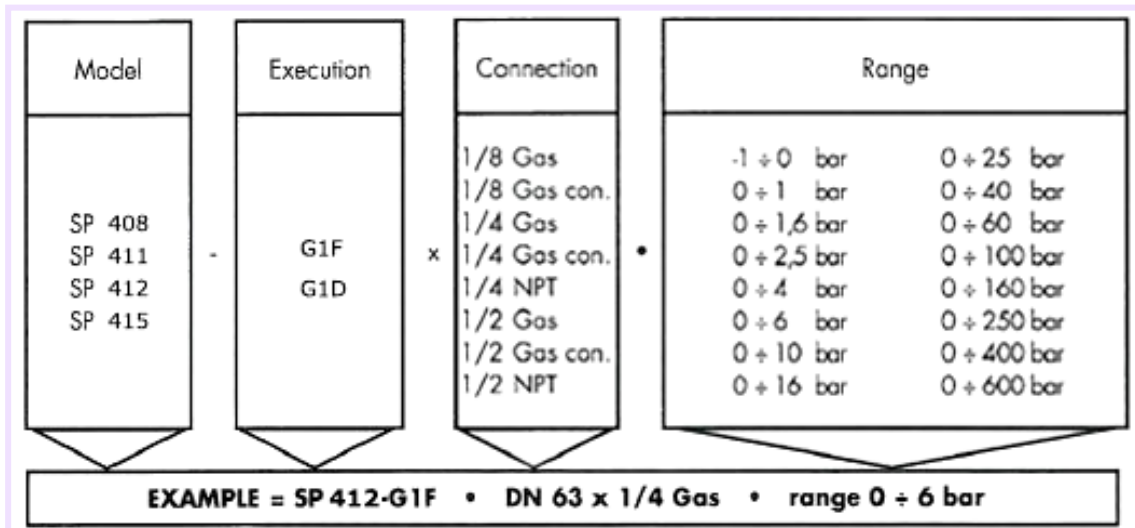 Model
Execution
Connection
Range
SP 408
SP 411
SP 412
SP 415
-
G1F
G1D
x
1/8 Gas
1/8 Gas con.
1/4 Gas
1/4 Gas con.
1/4 NPT
1/2 Gas
1/2 Gas con.
1/2 NPT
•
-1 ÷ 0 bar 0 ÷ 25 bar
0 ÷ 1 bar 0 ÷ 40 bar
0 ÷ 1,6 bar 0 ÷ 60 bar
0 ÷ 2,5 bar 0 ÷ 100 bar
0 ÷ 4 bar 0 ÷ 160 bar
0 ÷ 6 bar 0 ÷ 250 bar
0 ÷ 10 bar 0 ÷ 400 bar
0 ÷ 16 bar 0 ÷ 600 bar
EXAMPLE = SP 412-G1F • DN 63 x 1/4 Gas • range 0 ÷ 6 bar